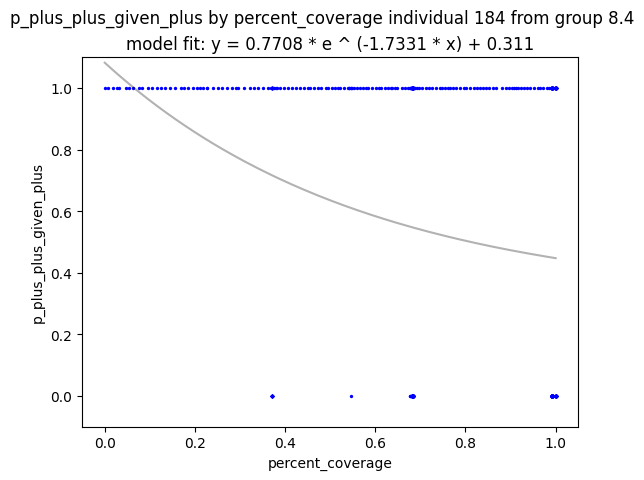 p_plus_plus_given_plus by percent_coverage individual 184 from group 8.4
model fit: y = 0.7708 * e ^ (-1.7331 * x) + 0.311
1.0
0.8
0.6
0.4
0.2
0.0
p_plus_plus_given_plus
0.0 0.2 0.4 0.6 0.8 1.0
percent_coverage